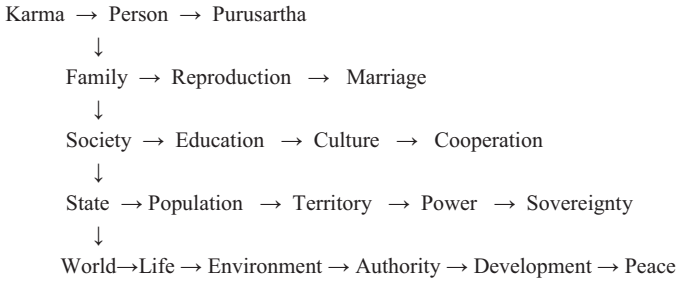 Karma → Person → Purusartha
↓
Family → Reproduction → Marriage
↓
Society → Education → Culture → Cooperation
↓
State → Population → Territory → Power → Sovereignty
↓
World→Life → Environment → Authority → Development → Peace